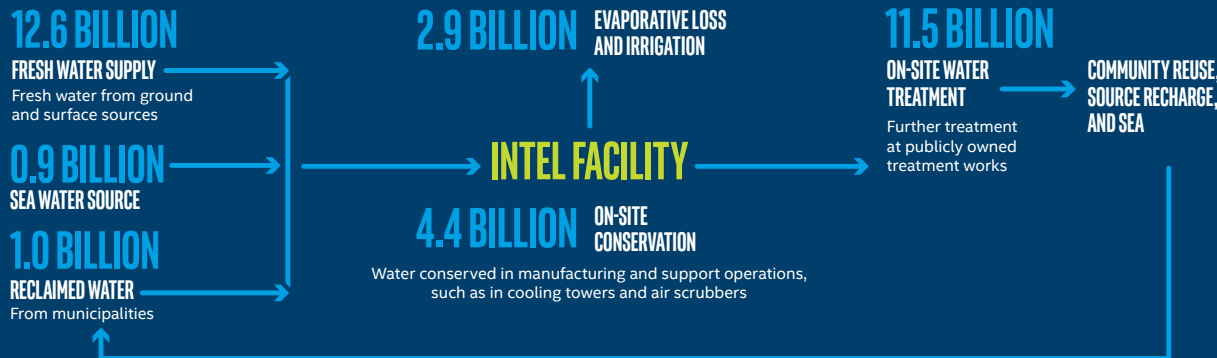 12.6 BILLION
FRESH WATER SUPPLY
Fresh water from ground
and surface sources
0.9 BILLION
SEA WATER SOURCE
1.0 BILLION
RECLAIMED WATER
From municipalities
2.9 BILLION
EVAPORATIVE LOSS
AND IRRIGATION
INTEL FACILITY
4.4 BILLION
ON-SITE
CONSERVATION
Water conserved in manufacturing and support operations,
such as in cooling towers and air scrubbers
11.5 BILLION
ON-SITE WATER
TREATMENT
Further treatment
at publicly owned
treatment works
COMMUNITY REUSE,
SOURCE RECHARGE,
AND SEA